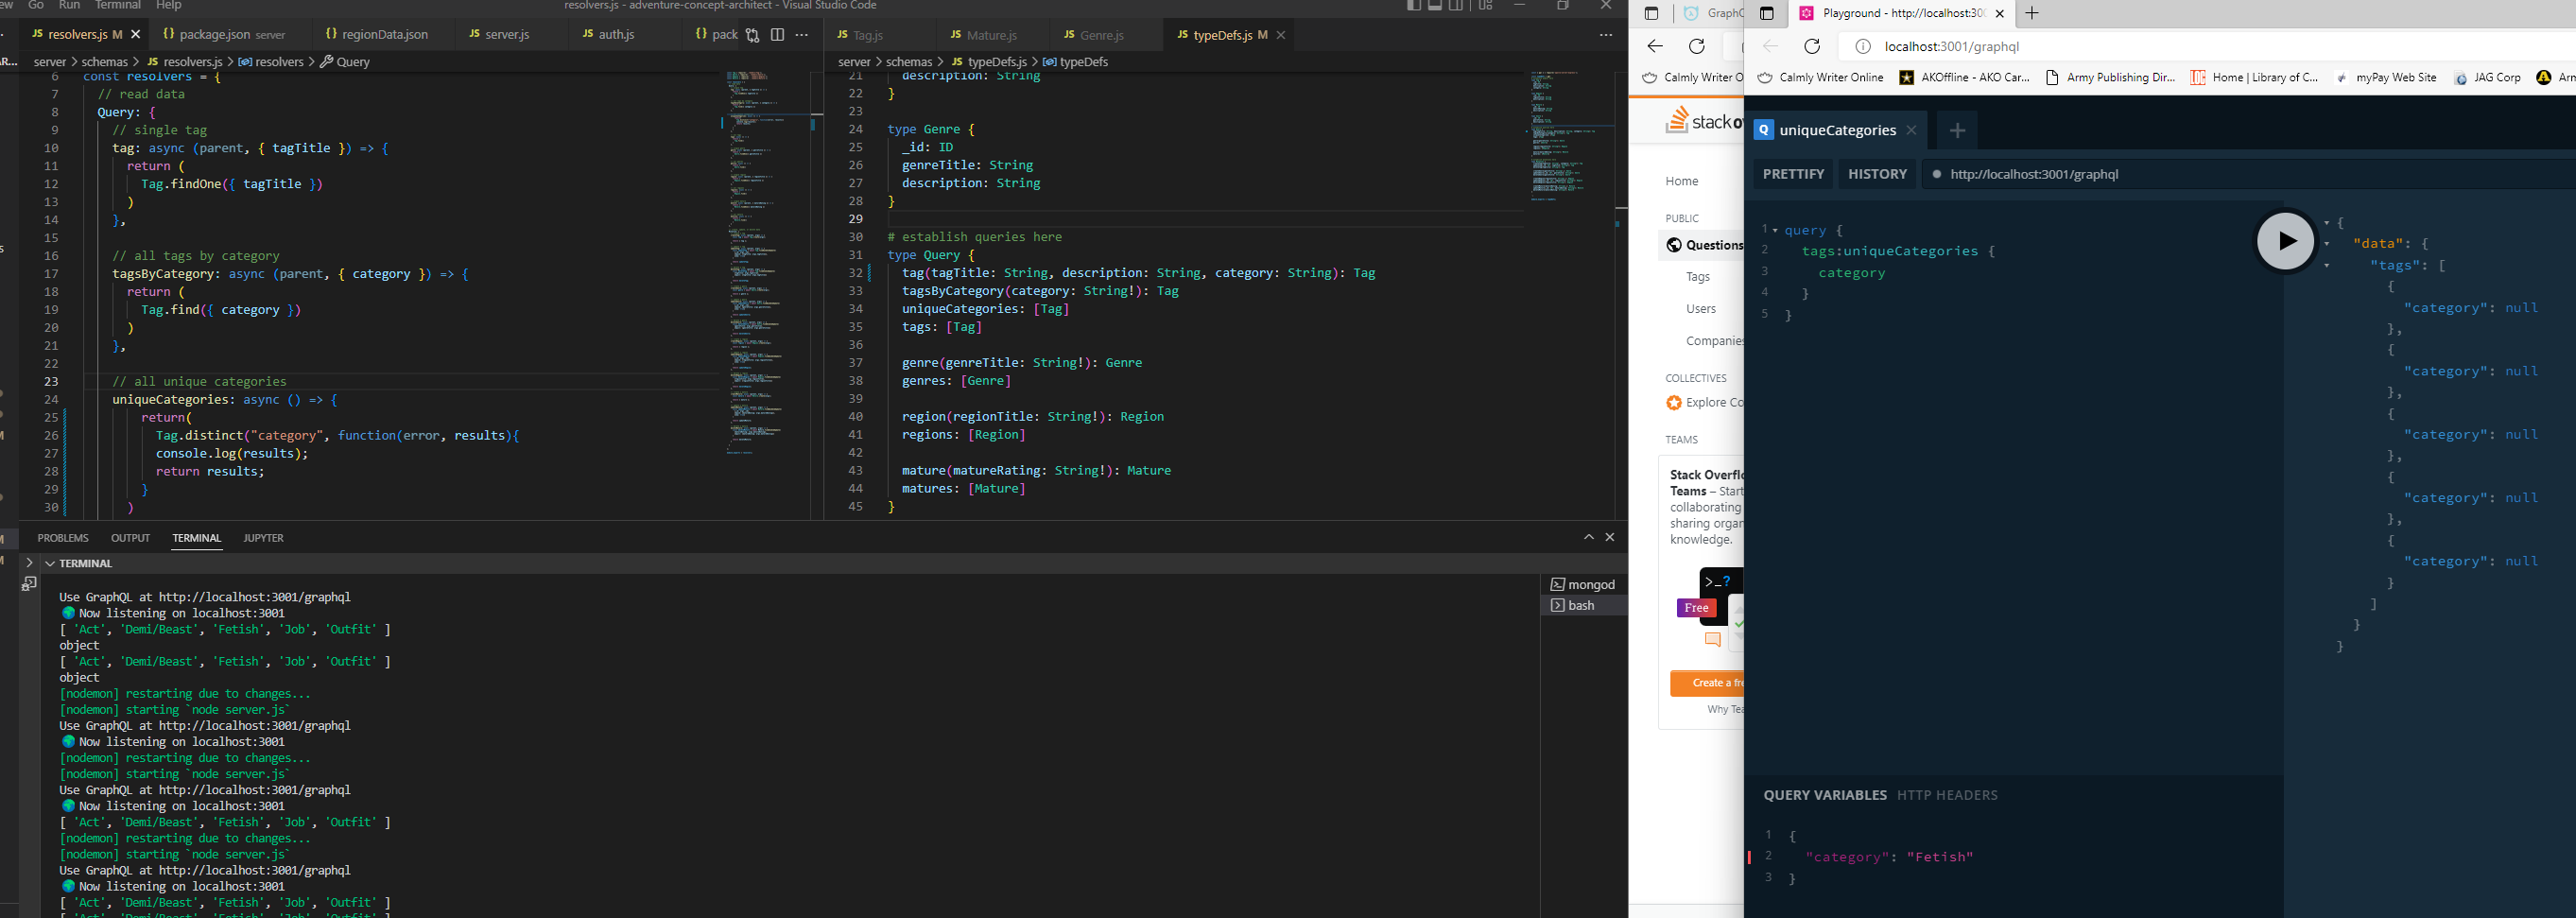 ew Go Run Terminal Help
resolvers.js - adventure-concept-architect - Visual Studio Code
JS resolvers.js M
{} package.json server
{} regionData.json
JS server.js
JS auth.js
{} pack
server > schemas > JS resolvers.js > resolvers > Query
6 const resolvers = {
7 // read data
8 Query: {
9 // single tag
10 tag: async (parent, { tagTitle }) => {
11 return (
12 Tag.findOne({ tagTitle })
13 )
14 },
15
16 // all tags by category
17 tagsByCategory: async (parent, { category }) => {
18 return (
19 Tag.find({ category })
20 )
21 },
22
23 // all unique categories
24 uniqueCategories: async () => {
25 return(
26 Tag.distinct("category", function(error, results){
27 console.log(results);
28 return results;
29 }
30 )
JS Tag.js
JS Mature.js
JS Genre.js
JS typeDefs.js M
server > schemas > JS typeDefs.js > typeDefs
21 description: String
22 }
23
24 type Genre {
25 _id: ID
26 genreTitle: String
27 description: String
28 }
29
30 # establish queries here
31 type Query {
32 tag(tagTitle: String, description: String, category: String): Tag
33 tagsByCategory(category: String!): Tag
34 uniqueCategories: [Tag]
35 tags: [Tag]
36
37 genre(genreTitle: String!): Genre
38 genres: [Genre]
39
40 region(regionTitle: String!): Region
41 regions: [Region]
42
43 mature(matureRating: String!): Mature
44 matures: [Mature]
45 }
PROBLEMS OUTPUT TERMINAL JUPYTER
TERMINAL
Use GraphQL at http://localhost:3001/graphql
Now listening on localhost:3001
[ 'Act', 'Demi/Beast', 'Fetish', 'Job', 'Outfit' ]
object
[ 'Act', 'Demi/Beast', 'Fetish', 'Job', 'Outfit' ]
object
[nodemon] restarting due to changes...
[nodemon] starting `node server.js`
Use GraphQL at http://localhost:3001/graphql
Now listening on localhost:3001
[nodemon] restarting due to changes...
[nodemon] starting `node server.js`
Use GraphQL at http://localhost:3001/graphql
Now listening on localhost:3001
[ 'Act', 'Demi/Beast', 'Fetish', 'Job', 'Outfit' ]
[nodemon] restarting due to changes...
[nodemon] starting `node server.js`
Use GraphQL at http://localhost:3001/graphql
Now listening on localhost:3001
[ 'Act', 'Demi/Beast', 'Fetish', 'Job', 'Outfit' ]
[ 'Act', 'Demi/Beast', 'Fetish', 'Job', 'Outfit' ]
mongod
bash
GraphC
Calmly Writer O
stack ov
Home
PUBLIC
Questions
Tags
Users
Companies
COLLECTIVES
Explore Co
TEAMS
Stack Overflo
Teams – Start
collaborating
sharing organ
knowledge.
>_?
Free
Create a fre
Why Tea
Playground - http://localhost:300
localhost:3001/graphql
Calmly Writer Online
AKOffline - AKO Car...
Army Publishing Dir...
Home | Library of C...
myPay Web Site
JAG Corp
Arm
Q uniqueCategories
PRETTIFY HISTORY http://localhost:3001/graphql
1 query {
2 tags:uniqueCategories {
3 category
4 }
5 }
{
"data": {
"tags": [
{
"category": null
},
{
"category": null
},
{
"category": null
},
{
"category": null
},
{
"category": null
}
]
}
}
QUERY VARIABLES HTTP HEADERS
1 {
2 "category": "Fetish"
3 }